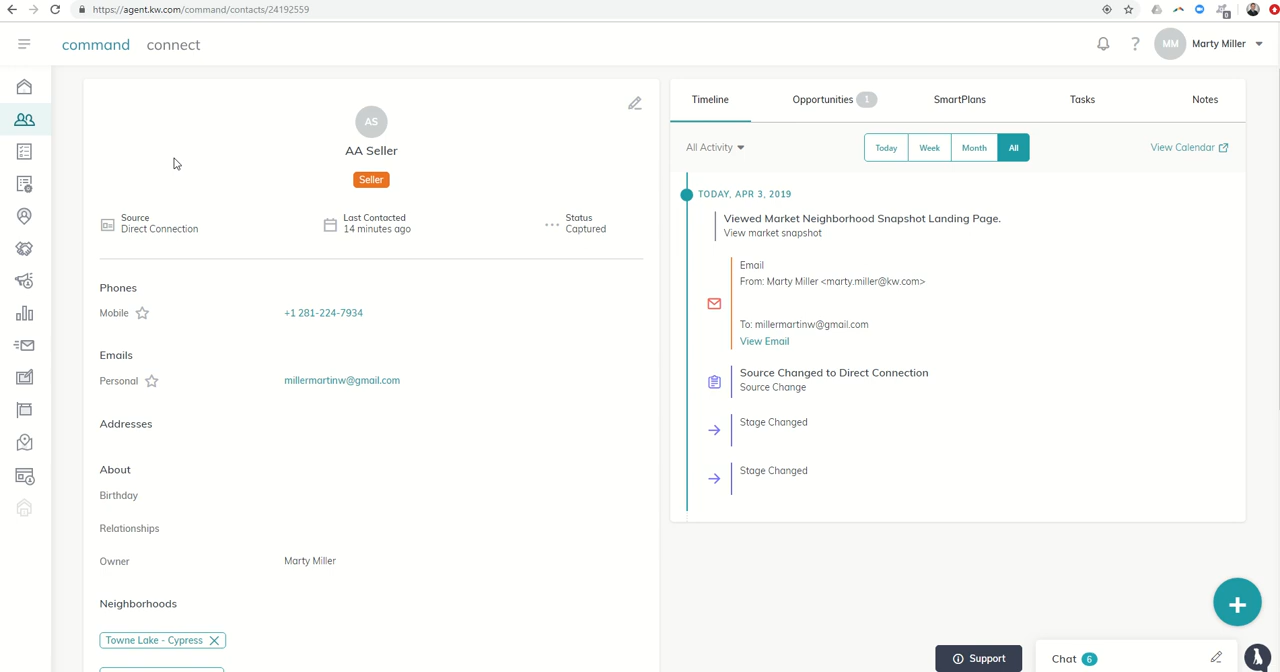 https://agent.kw.com/command/contacts/24192559
command connect
MM Marty Miller
AS
AA Seller
Seller
Source
Direct Connection
Last Contacted
14 minutes ago
Status
Captured
Phones
Mobile
+1 281-224-7934
Emails
Personal
millermartinw@gmail.com
Addresses
About
Birthday
Relationships
Owner
Marty Miller
Neighborhoods
Towne Lake - Cypress
Timeline
Opportunities 1
SmartPlans
Tasks
Notes
All Activity
Today
Week
Month
All
View Calendar
TODAY, APR 3, 2019
Viewed Market Neighborhood Snapshot Landing Page.
View market snapshot
Email
From: Marty Miller <marty.miller@kw.com>
To: millermartinw@gmail.com
View Email
Source Changed to Direct Connection
Source Change
Stage Changed
Stage Changed
Support
Chat 6